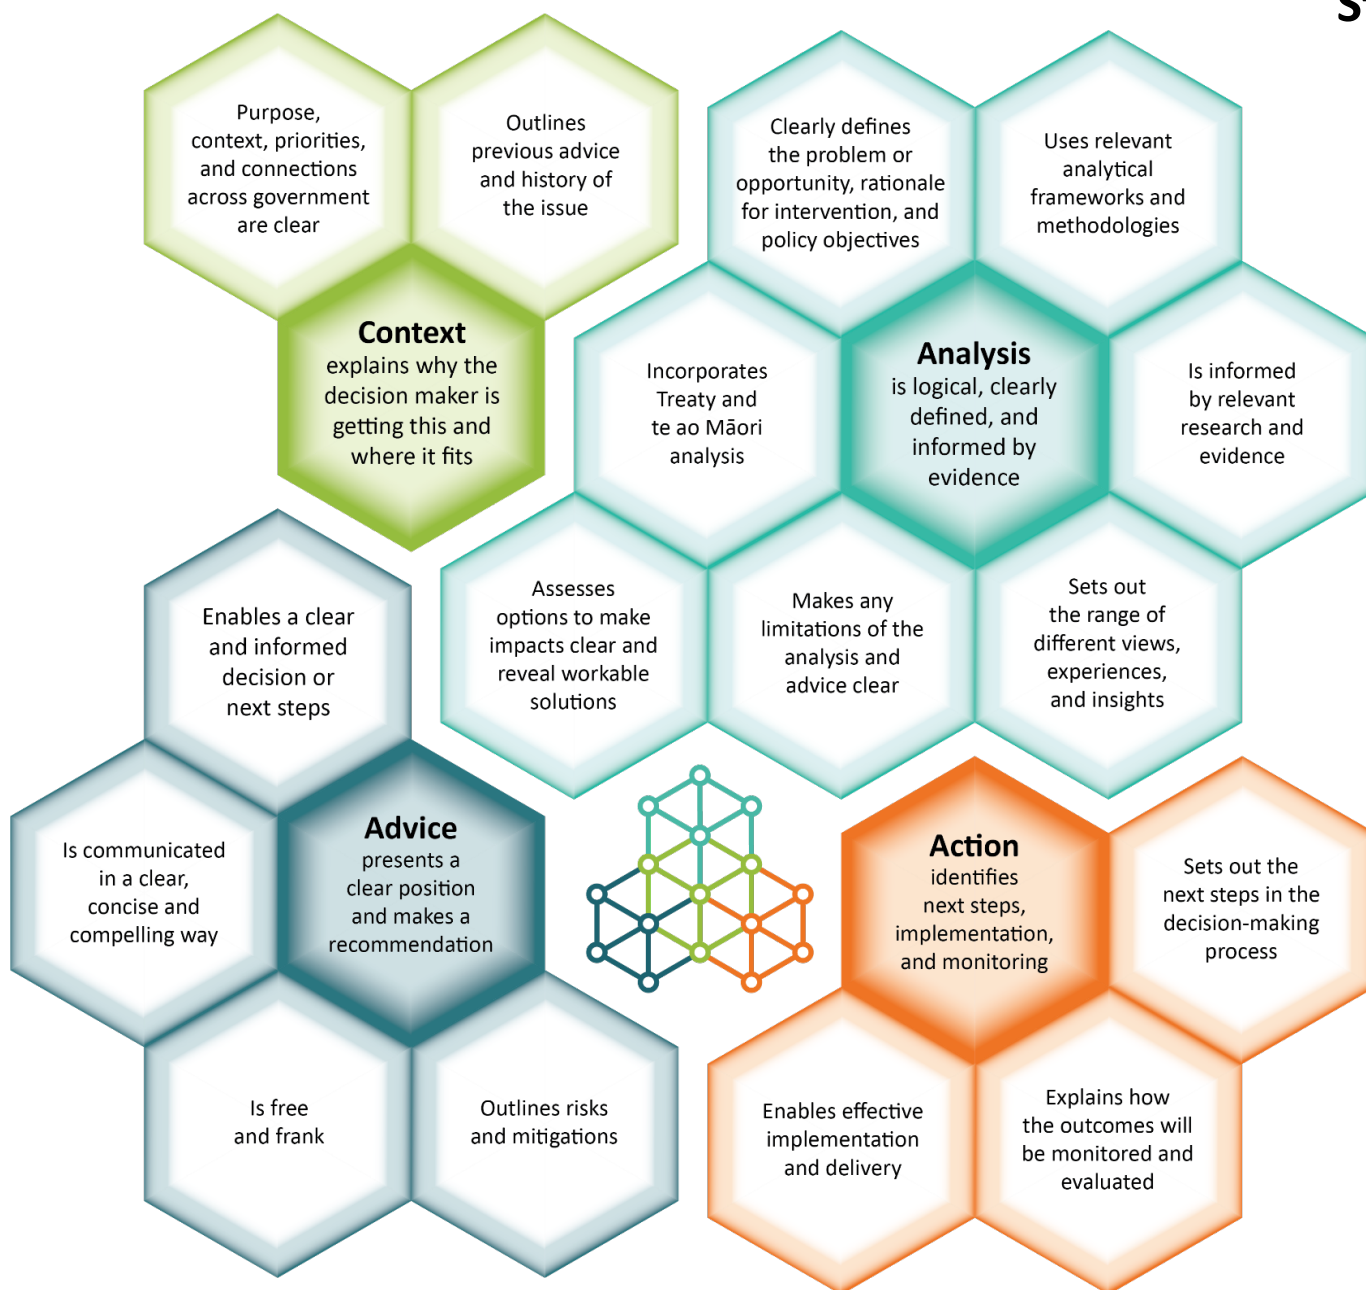 Purpose,
context, priorities,
and connections
across government
are clear
Outlines
previous advice
and history of
the issue
Context
explains why the
decision maker is
getting this and
where it fits
Clearly defines
the problem or
opportunity, rationale
for intervention, and
policy objectives
Uses relevant
analytical
frameworks and
methodologies
Incorporates
Treaty and
te ao Māori
analysis
Analysis
is logical, clearly
defined, and
informed by
evidence
Is informed
by relevant
research and
evidence
Assesses
options to make
impacts clear and
reveal workable
solutions
Makes any
limitations of the
analysis and
advice clear
Sets out
the range of
different views,
experiences,
and insights
Enables a clear
and informed
decision or
next steps
Is communicated
in a clear,
concise and
compelling way
Advice
presents a
clear position
and makes a
recommendation
Is free
and frank
Outlines risks
and mitigations
Action
identifies
next steps,
implementation,
and monitoring
Sets out the
next steps in the
decision-making
process
Enables effective
implementation
and delivery
Explains how
the outcomes will
be monitored and
evaluated